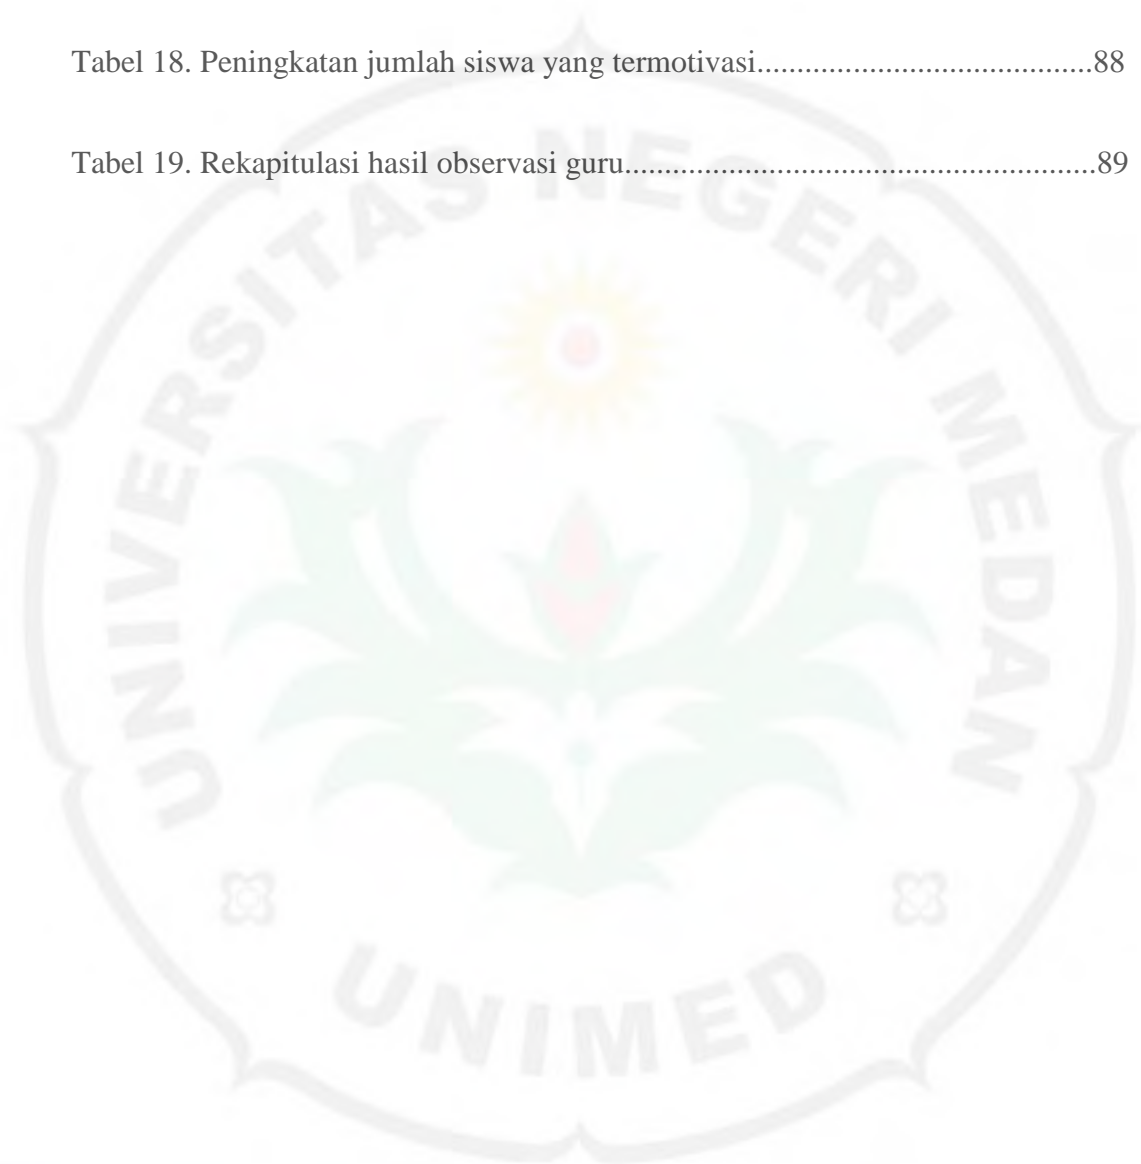 Tabel 18. Peningkatan jumlah siswa yang termotivasi..........................................88
Tabel 19. Rekapitulasi hasil observasi guru...........................................................89
UNIVERSITAS NEGERI MEDAN
UNIMED